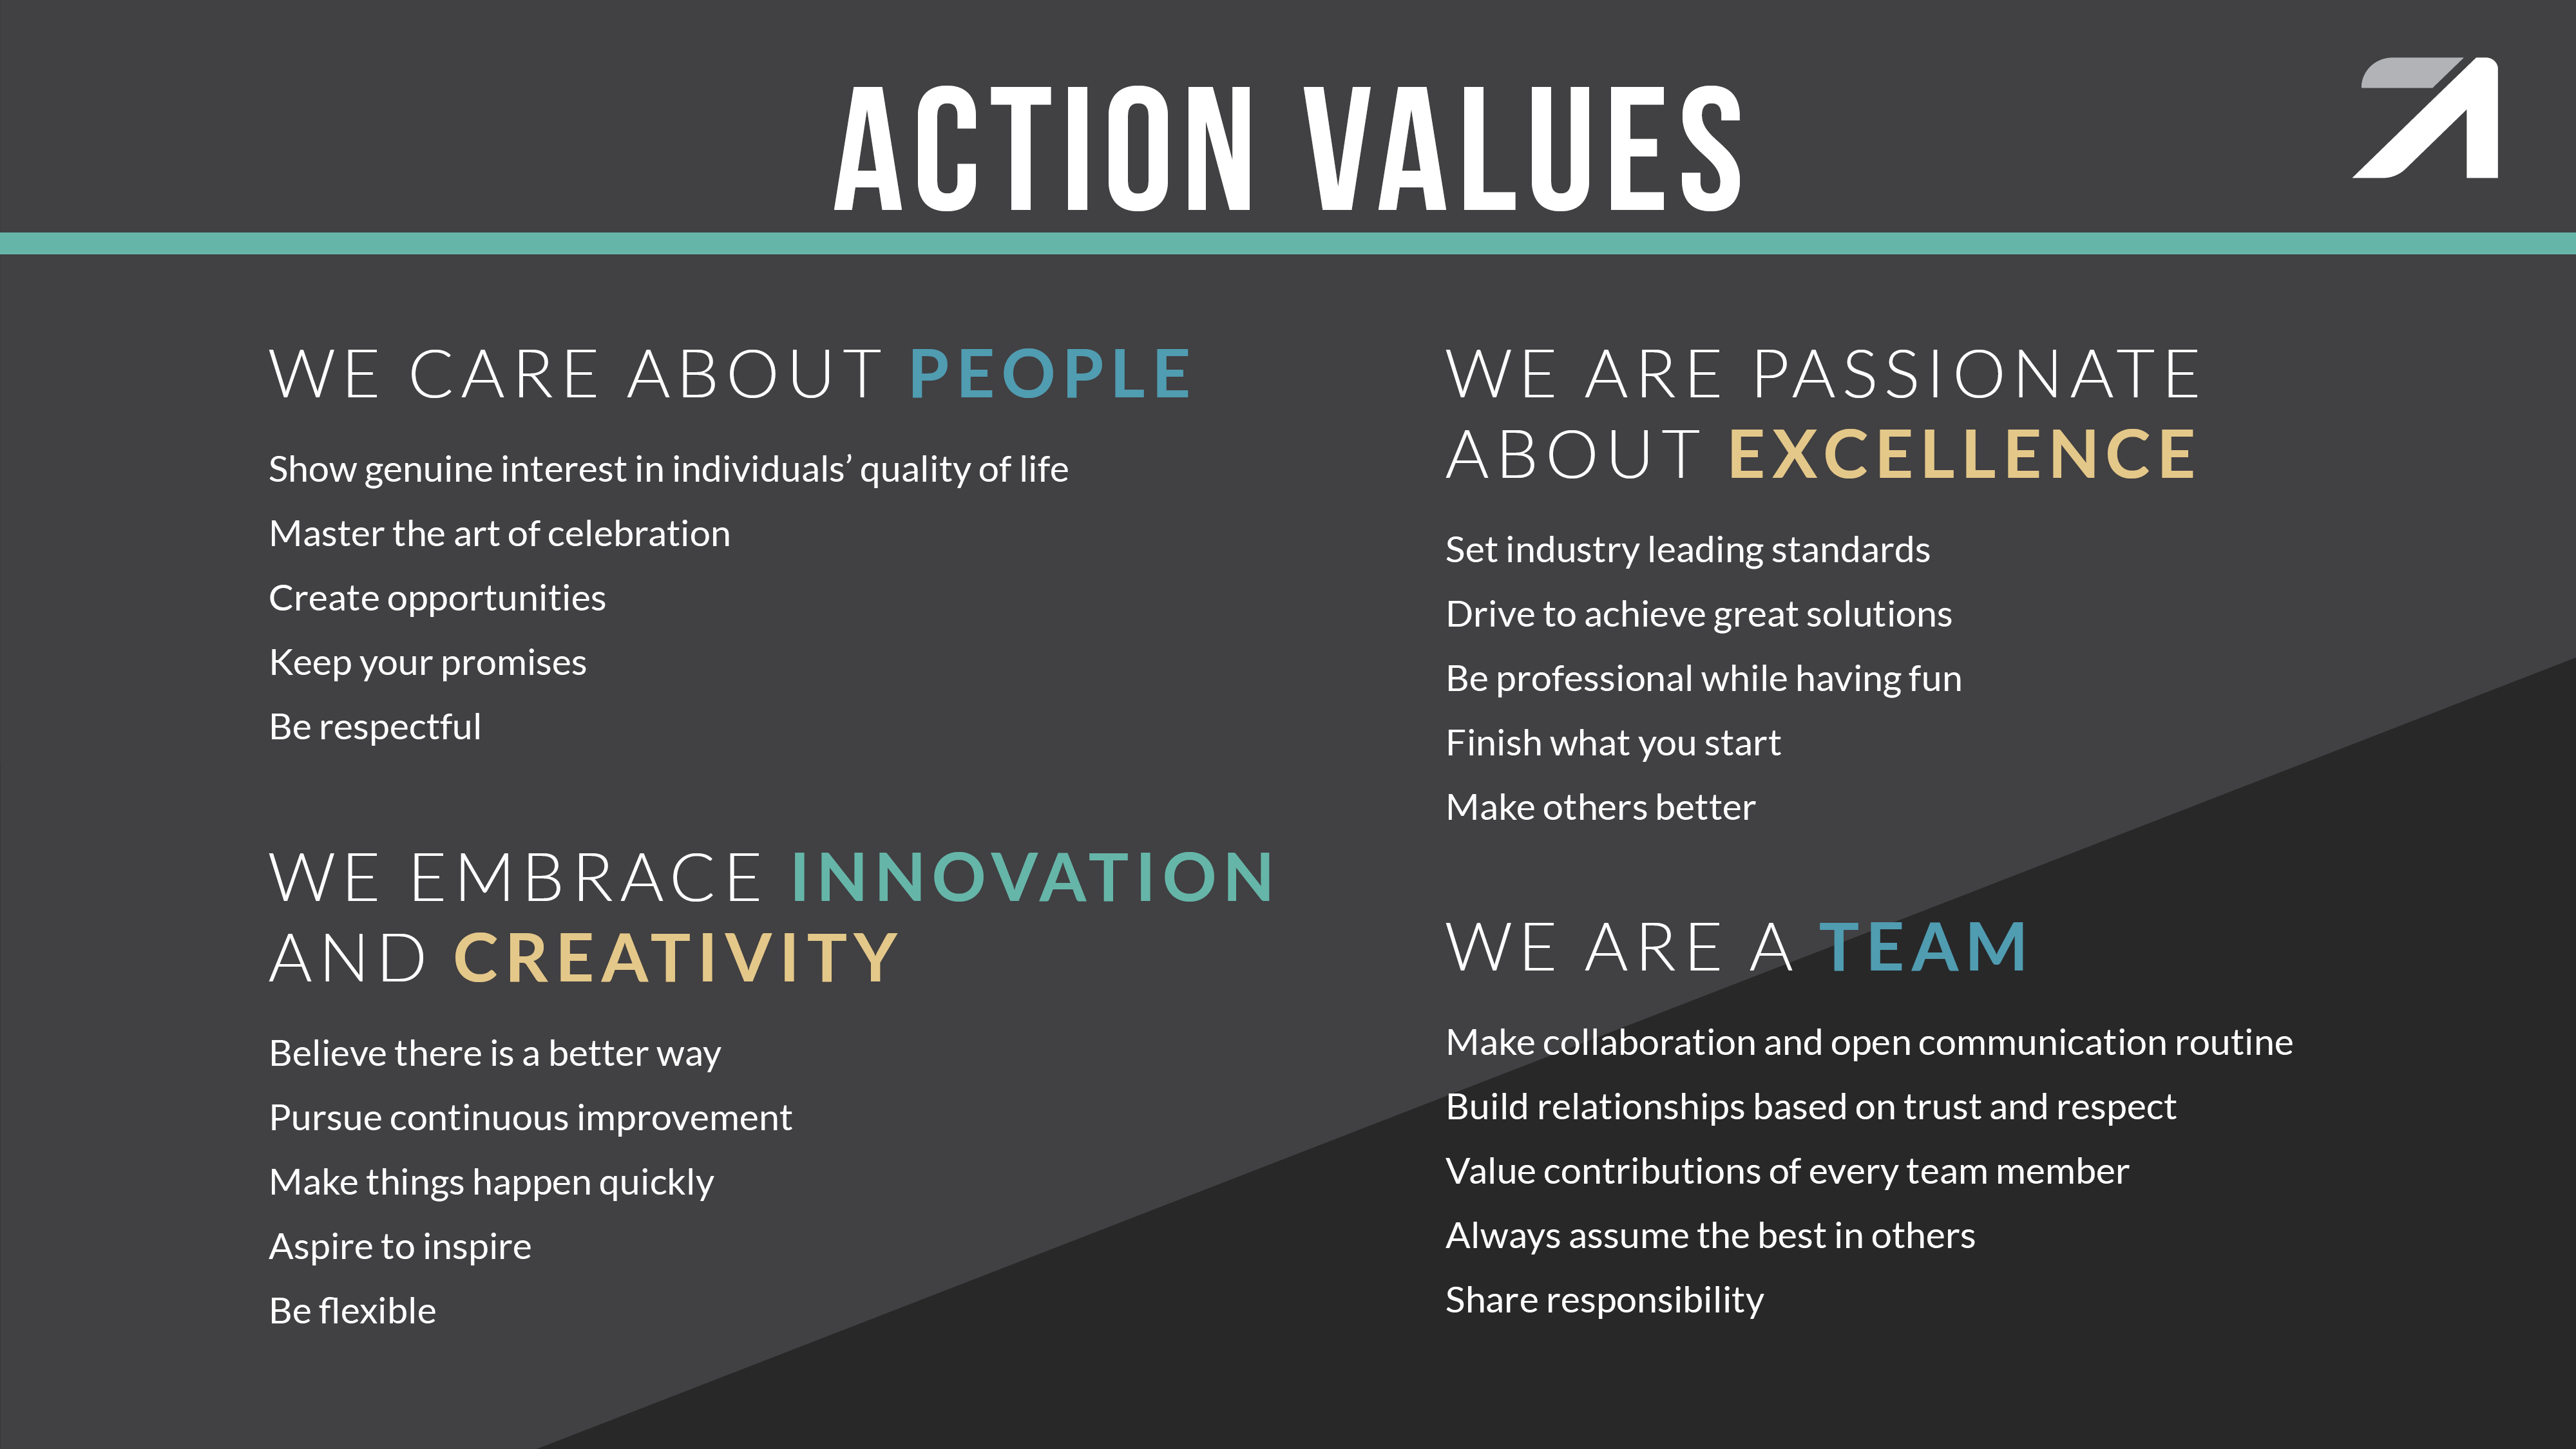 ACTION VALUES
WE CARE ABOUT PEOPLE
Show genuine interest in individuals’ quality of life
Master the art of celebration
Create opportunities
Keep your promises
Be respectful
WE EMBRACE INNOVATION
AND CREATIVITY
Believe there is a better way
Pursue continuous improvement
Make things happen quickly
Aspire to inspire
Be flexible
WE ARE PASSIONATE
ABOUT EXCELLENCE
Set industry leading standards
Drive to achieve great solutions
Be professional while having fun
Finish what you start
Make others better
WE ARE A TEAM
Make collaboration and open communication routine
Build relationships based on trust and respect
Value contributions of every team member
Always assume the best in others
Share responsibility